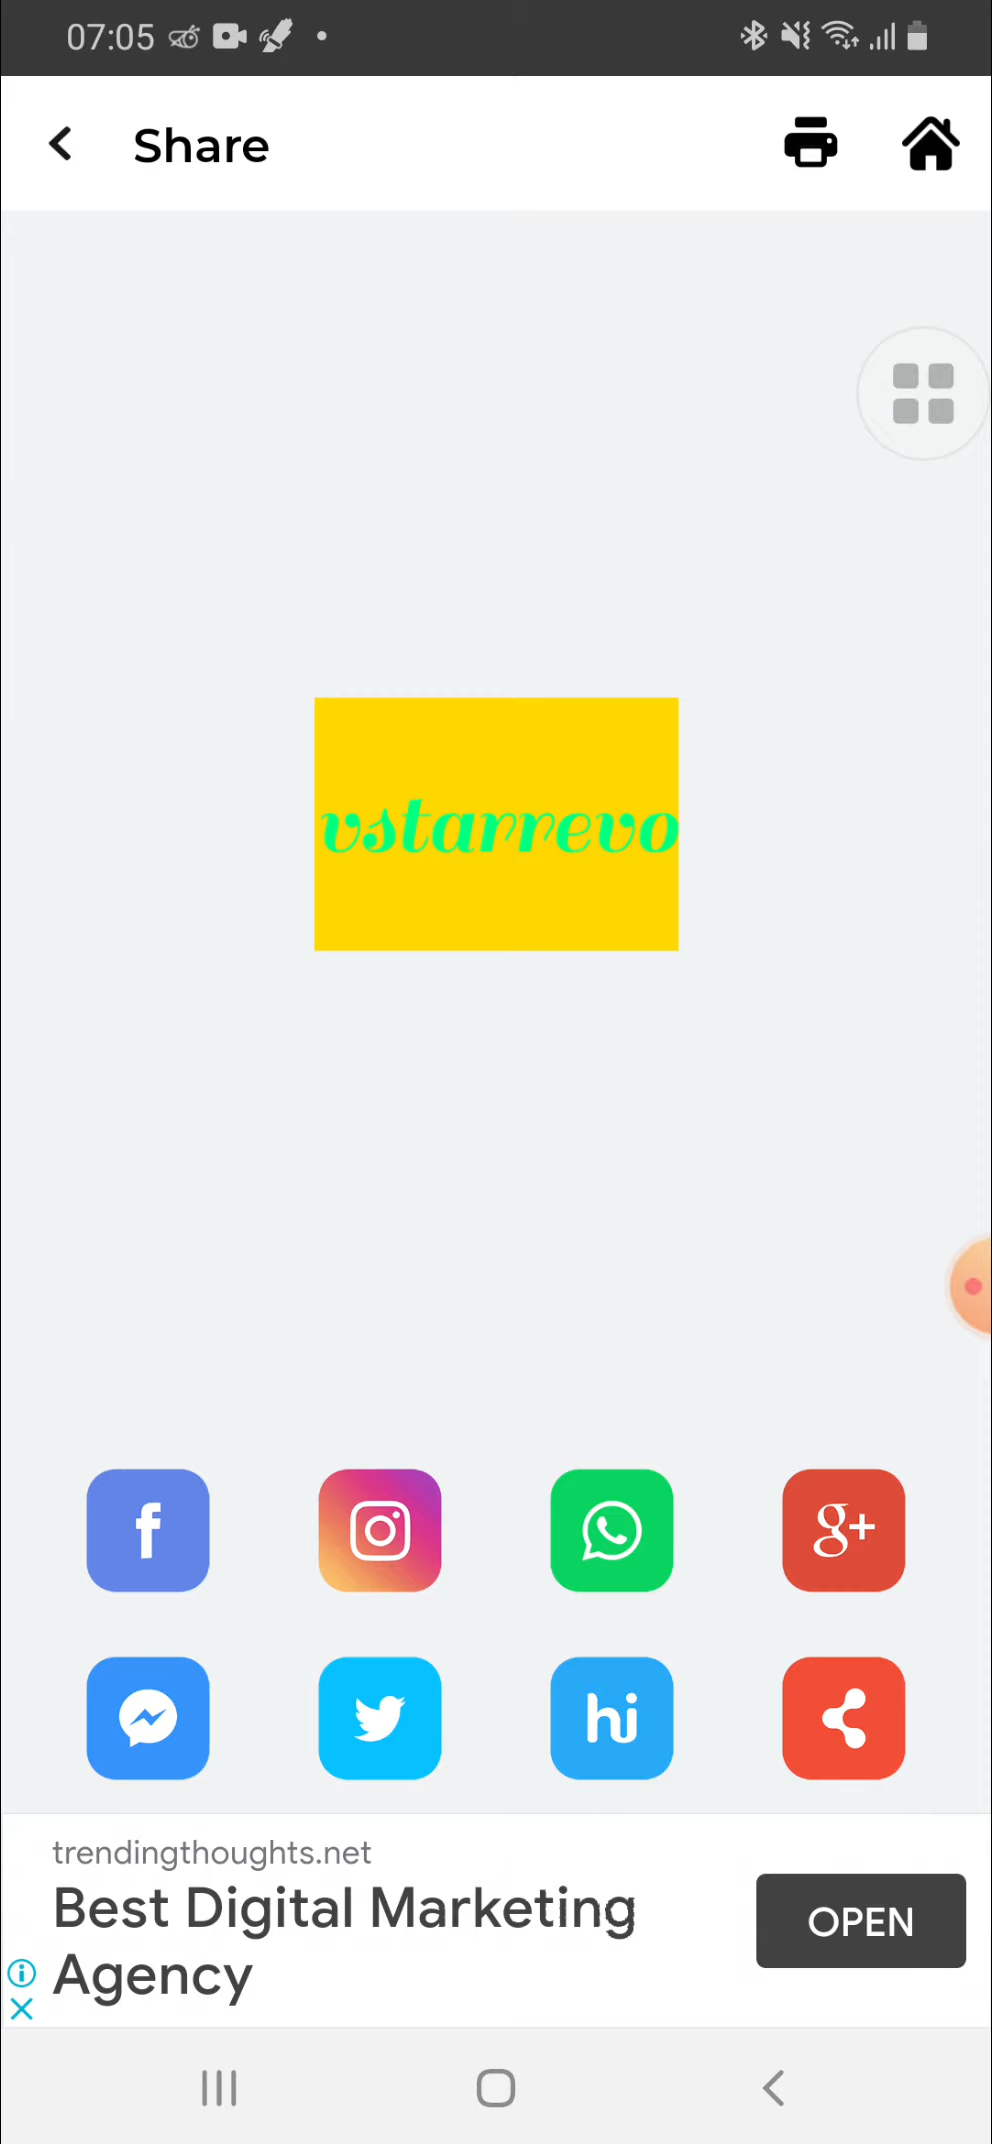 07:05
Share
vstarrevo
f
g+
hi
trendingthoughts.net
Best Digital Marketing
Agency
OPEN